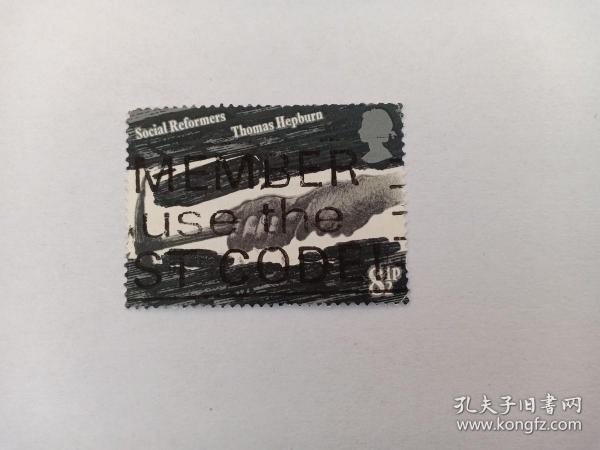 Social Reformers
Thomas Hepburn
MEMBER
use the
ST CODE
8½P
孔夫子旧书网
www.kongfz.com